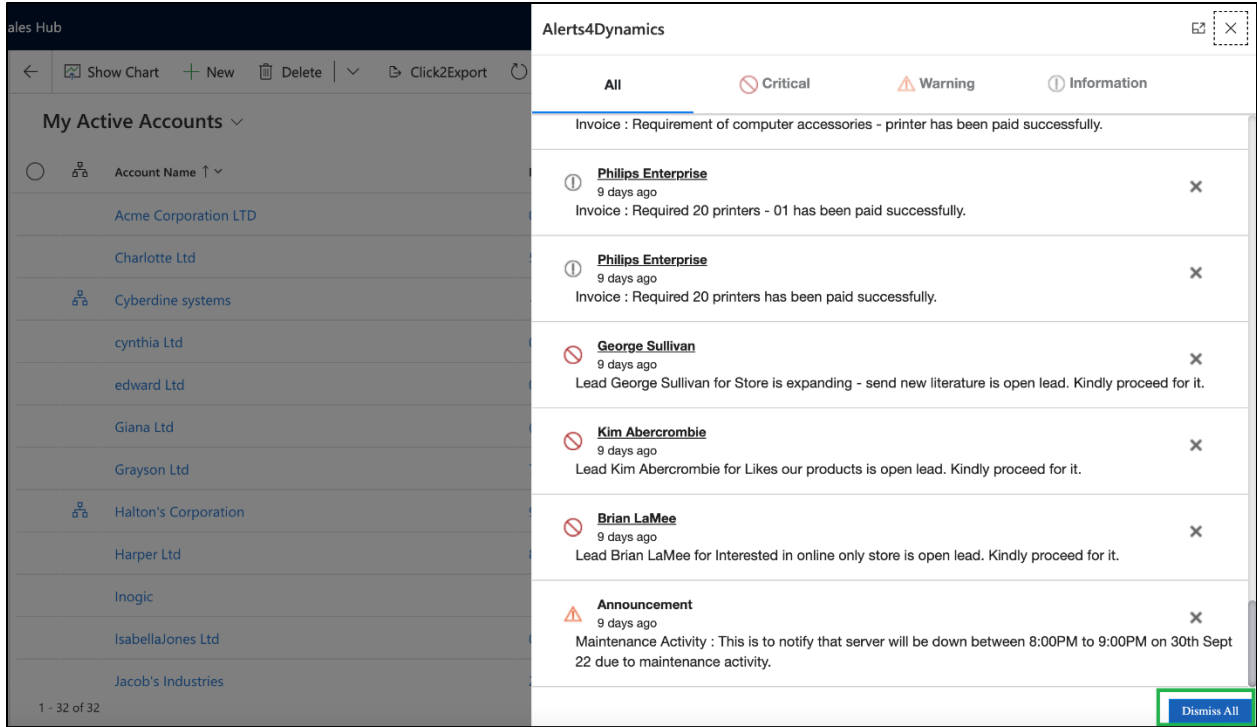 ales Hub
Show Chart
New
Delete
Click2Export
My Active Accounts
Account Name ↑
Acme Corporation LTD
Charlotte Ltd
Cyberdine systems
cynthia Ltd
edward Ltd
Giana Ltd
Grayson Ltd
Halton's Corporation
Harper Ltd
Inogic
IsabellaJones Ltd
Jacob's Industries
1 - 32 of 32
Alerts4Dynamics
All
Critical
Warning
Information
Invoice : Requirement of computer accessories - printer has been paid successfully.
Philips Enterprise
9 days ago
Invoice : Required 20 printers - 01 has been paid successfully.
Philips Enterprise
9 days ago
Invoice : Required 20 printers has been paid successfully.
George Sullivan
9 days ago
Lead George Sullivan for Store is expanding - send new literature is open lead. Kindly proceed for it.
Kim Abercrombie
9 days ago
Lead Kim Abercrombie for Likes our products is open lead. Kindly proceed for it.
Brian LaMee
9 days ago
Lead Brian LaMee for Interested in online only store is open lead. Kindly proceed for it.
Announcement
9 days ago
Maintenance Activity : This is to notify that server will be down between 8:00PM to 9:00PM on 30th Sept
22 due to maintenance activity.
Dismiss All